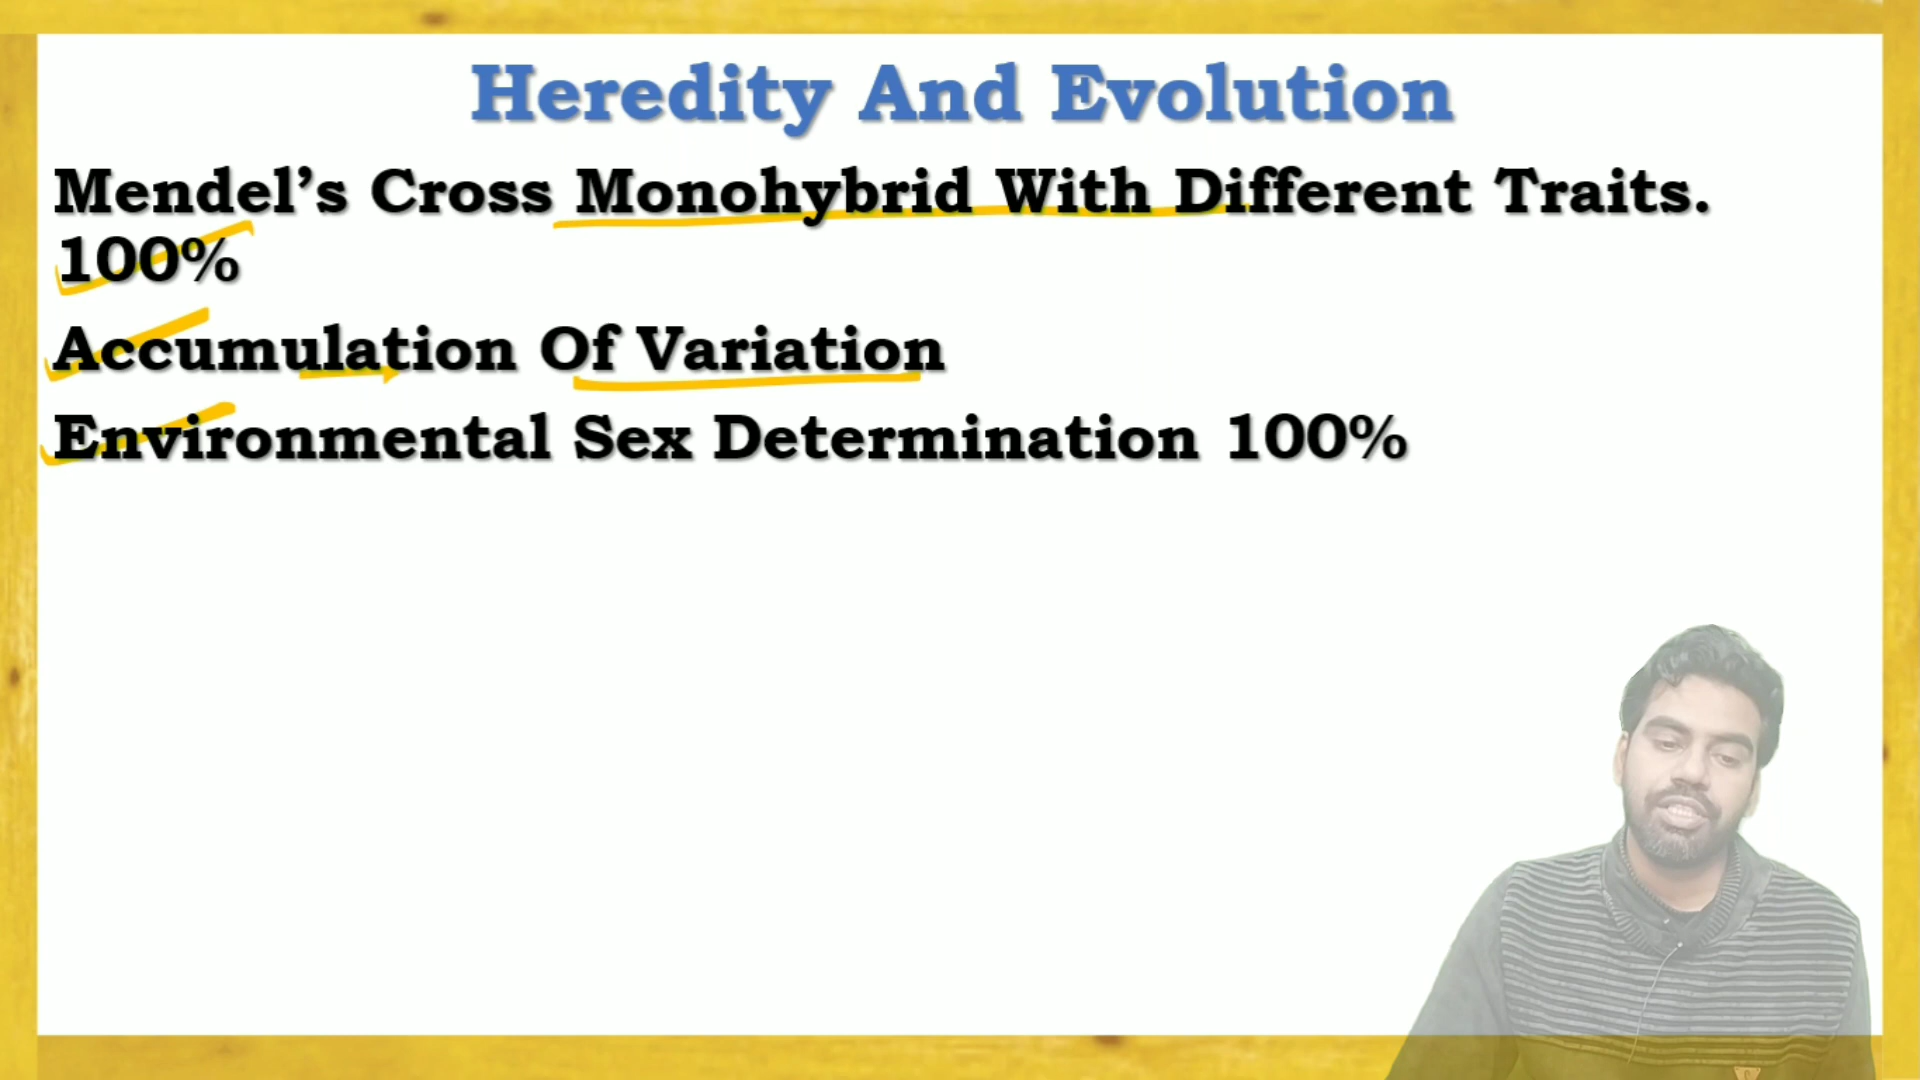 Heredity And Evolution
Mendel’s Cross Monohybrid With Different Traits.
100%
Accumulation Of Variation
Environmental Sex Determination 100%